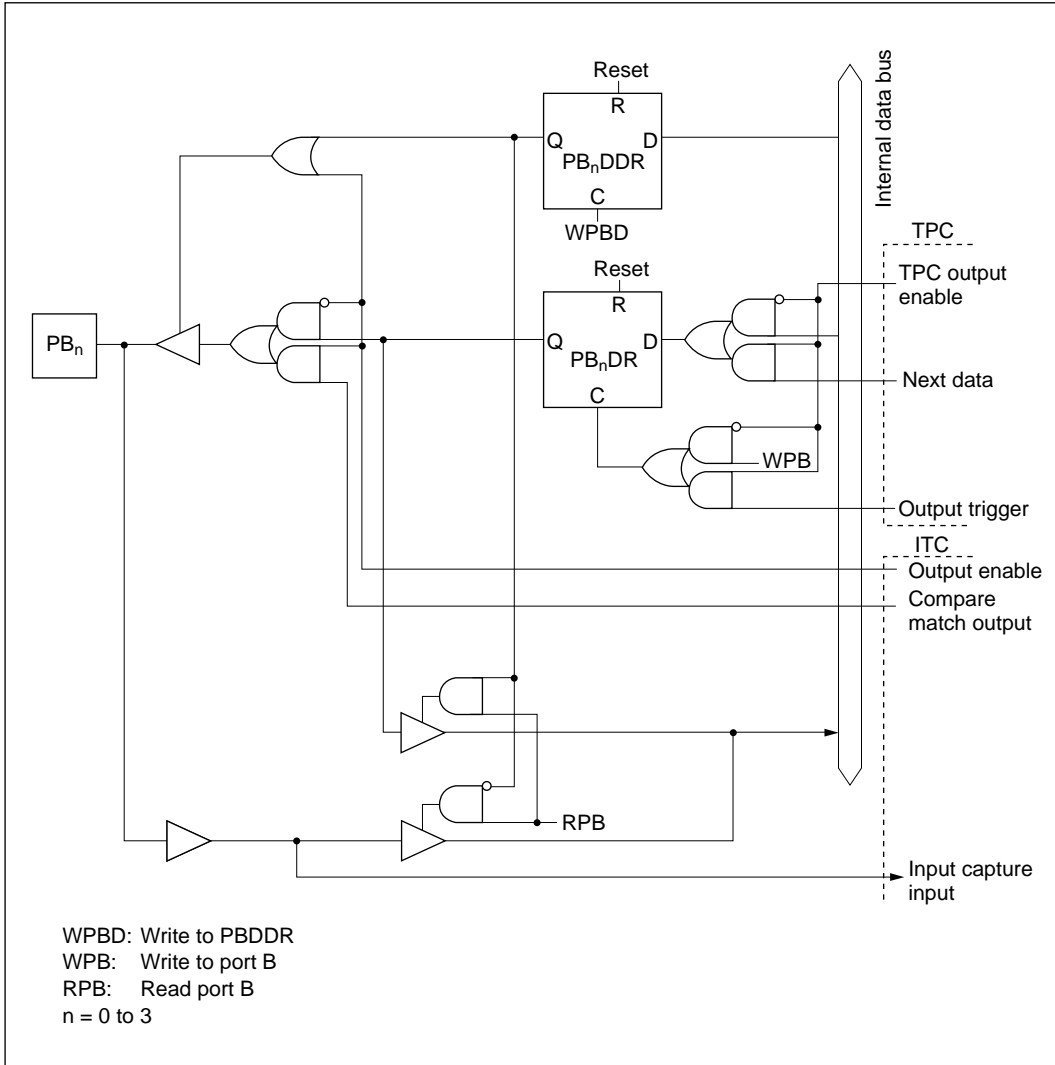 Reset
R
Q
D
PBnDDR
C
WPBD
Internal data bus
TPC
TPC output
enable
Reset
R
Q
D
PBnDR
C
PBn
Next data
WPB
Output trigger
ITC
Output enable
Compare
match output
RPB
Input capture
input
WPBD: Write to PBDDR
WPB: Write to port B
RPB: Read port B
n = 0 to 3